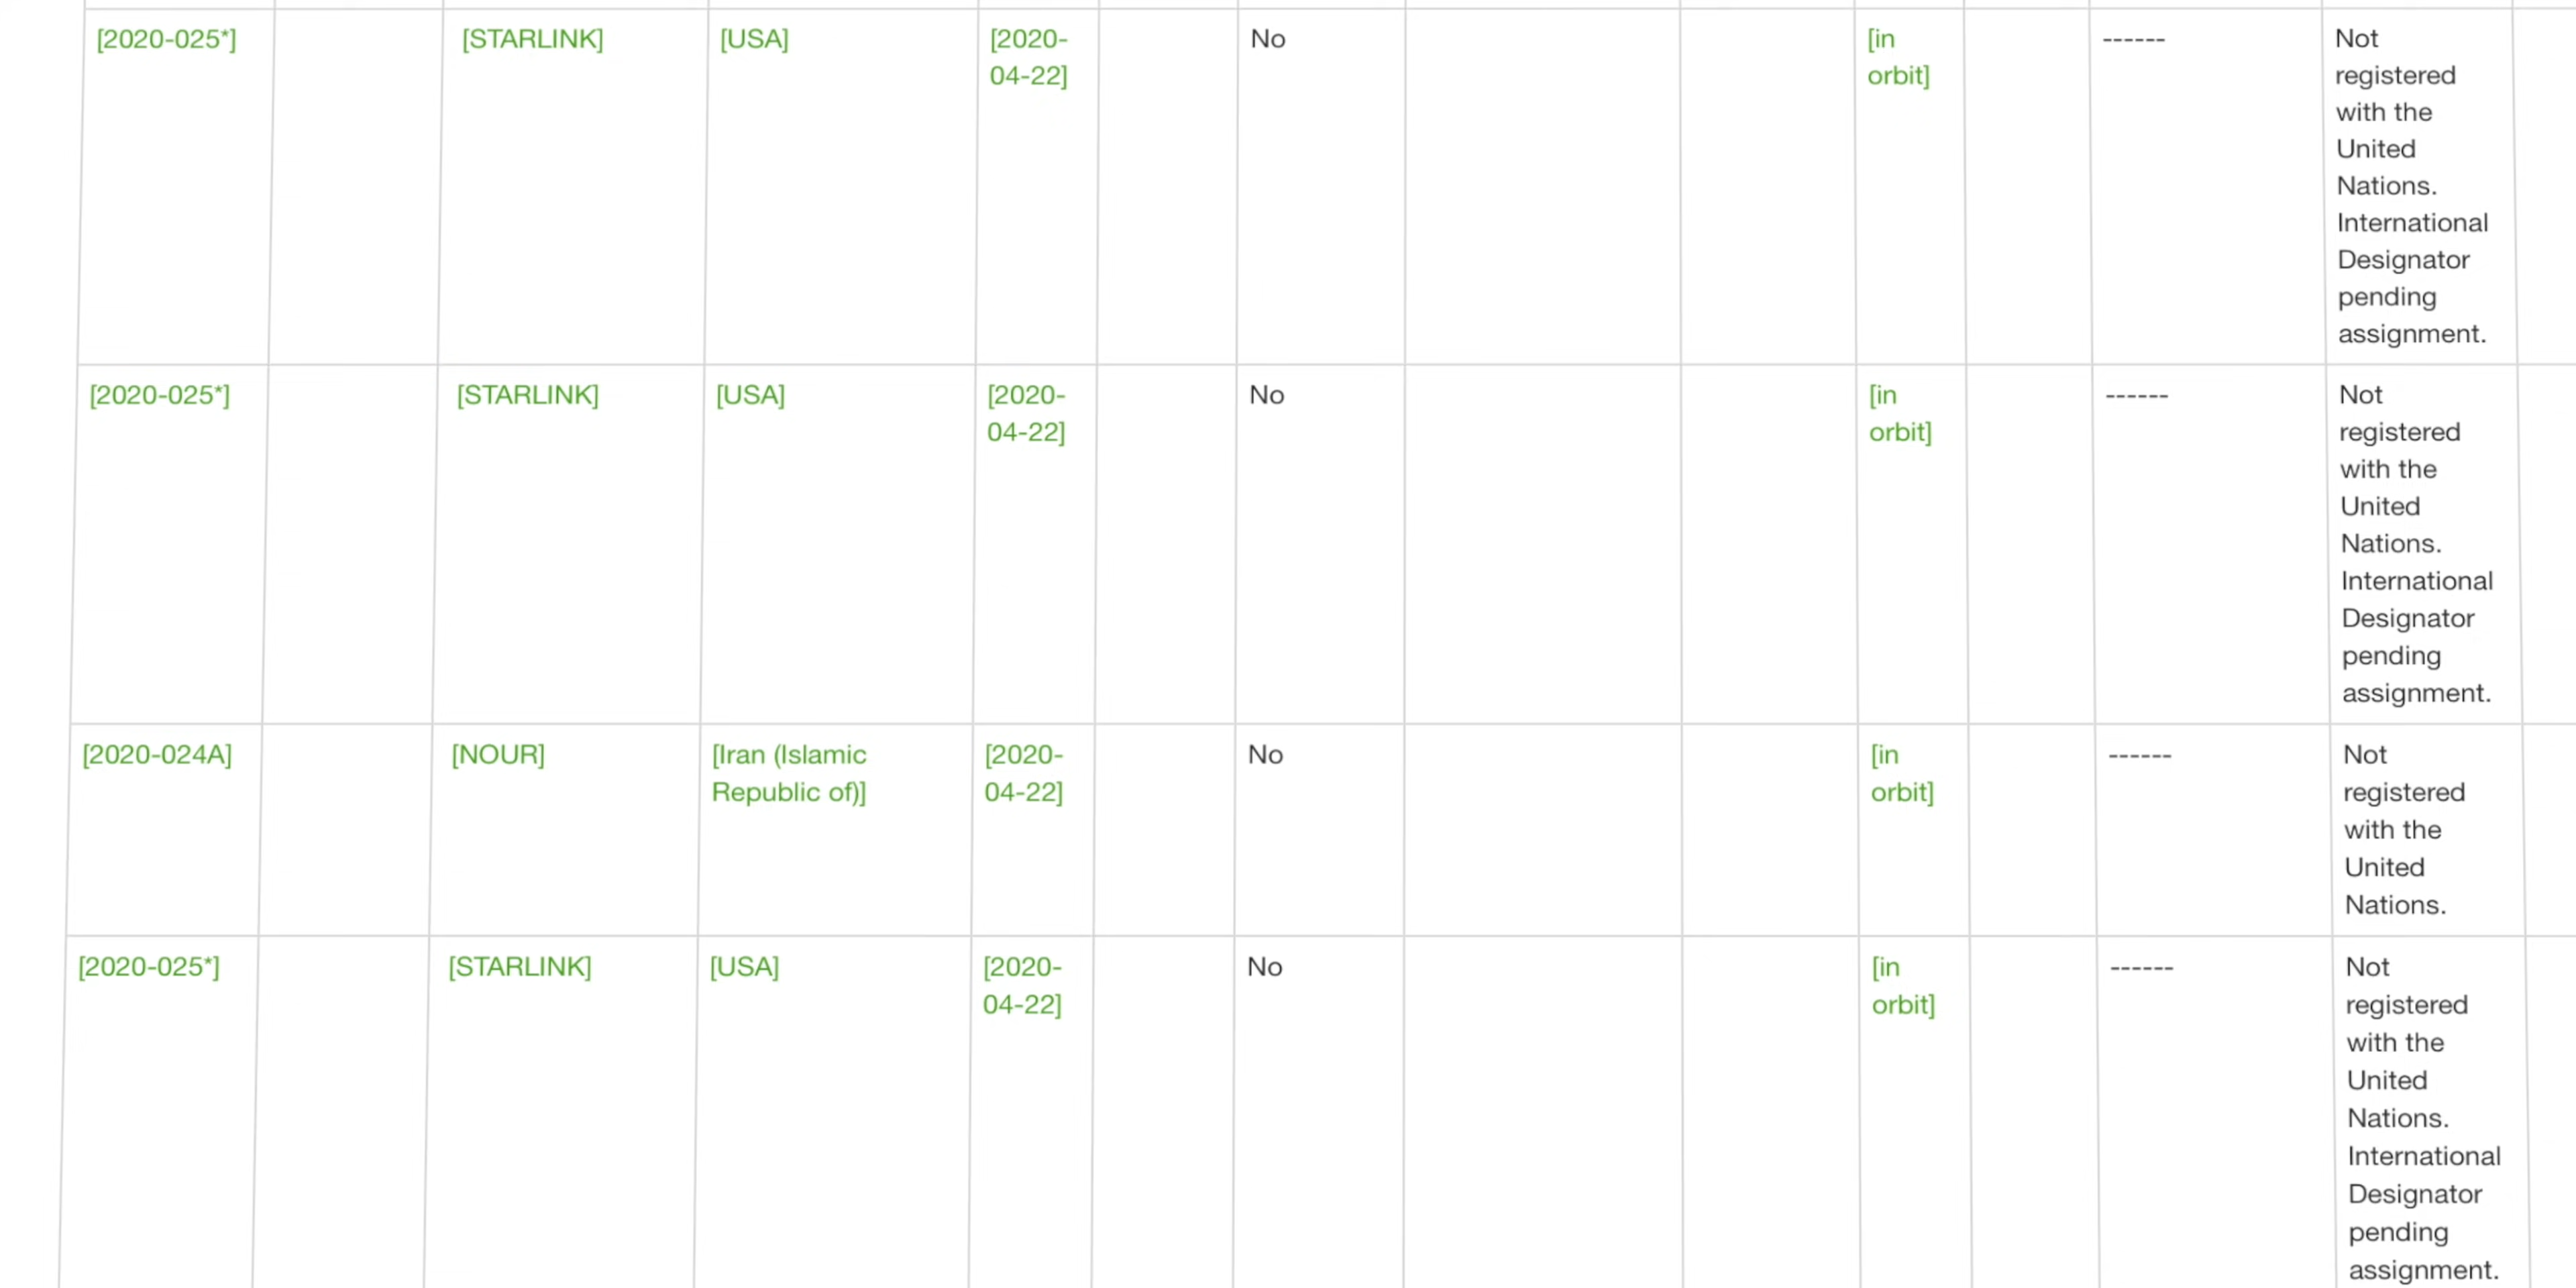 [2020-025*] [STARLINK] [USA] [2020-
04-22] No [in
orbit] ------ Not
registered
with the
United
Nations.
International
Designator
pending
assignment.
[2020-025*] [STARLINK] [USA] [2020-
04-22] No [in
orbit] ------ Not
registered
with the
United
Nations.
International
Designator
pending
assignment.
[2020-024A] [NOUR] [Iran (Islamic
Republic of)] [2020-
04-22] No [in
orbit] ------ Not
registered
with the
United
Nations.
[2020-025*] [STARLINK] [USA] [2020-
04-22] No [in
orbit] ------ Not
registered
with the
United
Nations.
International
Designator
pending
assignment.